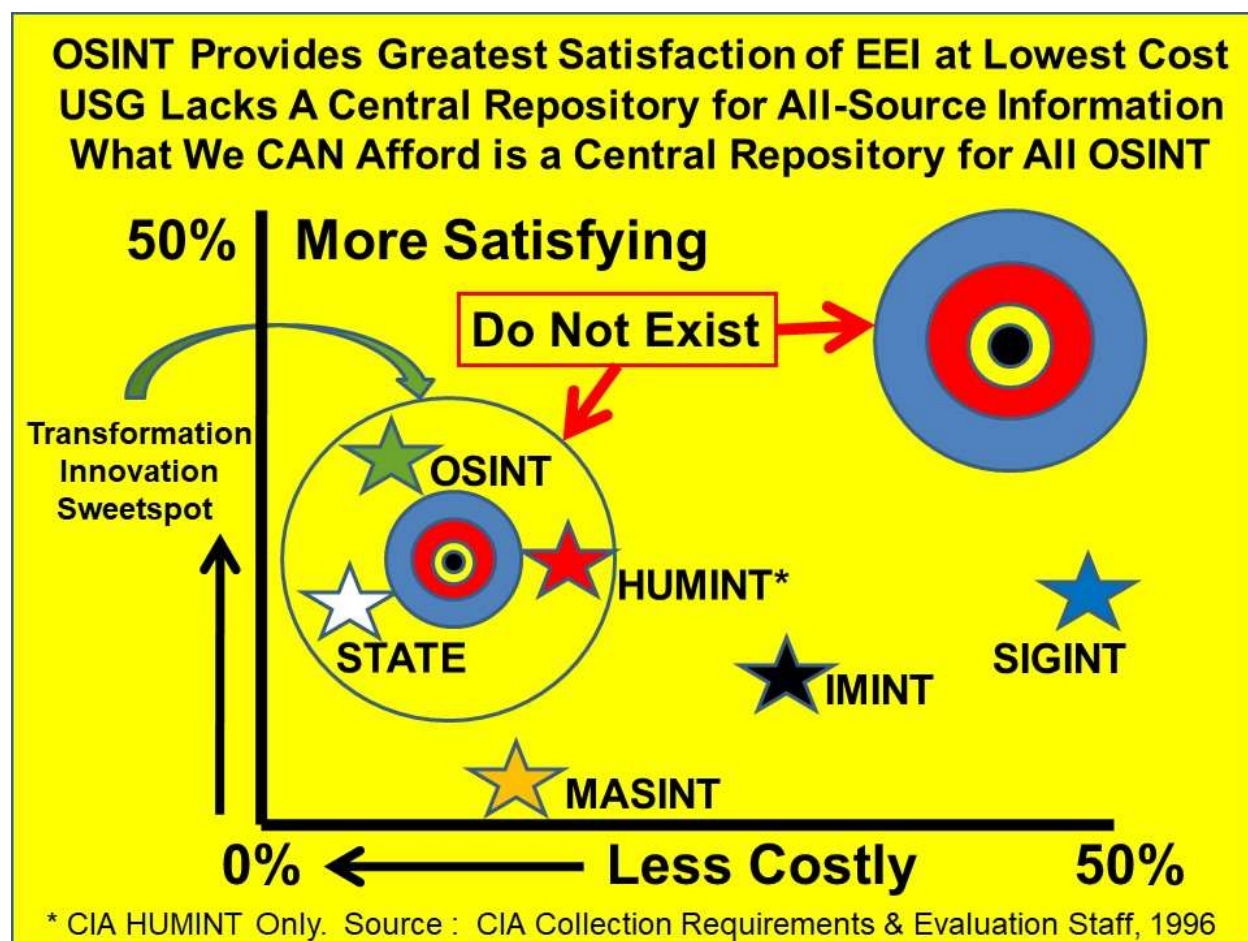 OSINT Provides Greatest Satisfaction of EEI at Lowest Cost
USG Lacks A Central Repository for All-Source Information
What We CAN Afford is a Central Repository for All OSINT
50%
More Satisfying
Do Not Exist
Transformation
Innovation
Sweetspot
OSINT
HUMINT*
STATE
SIGINT
IMINT
MASINT
0%
Less Costly
50%
* CIA HUMINT Only. Source : CIA Collection Requirements & Evaluation Staff, 1996